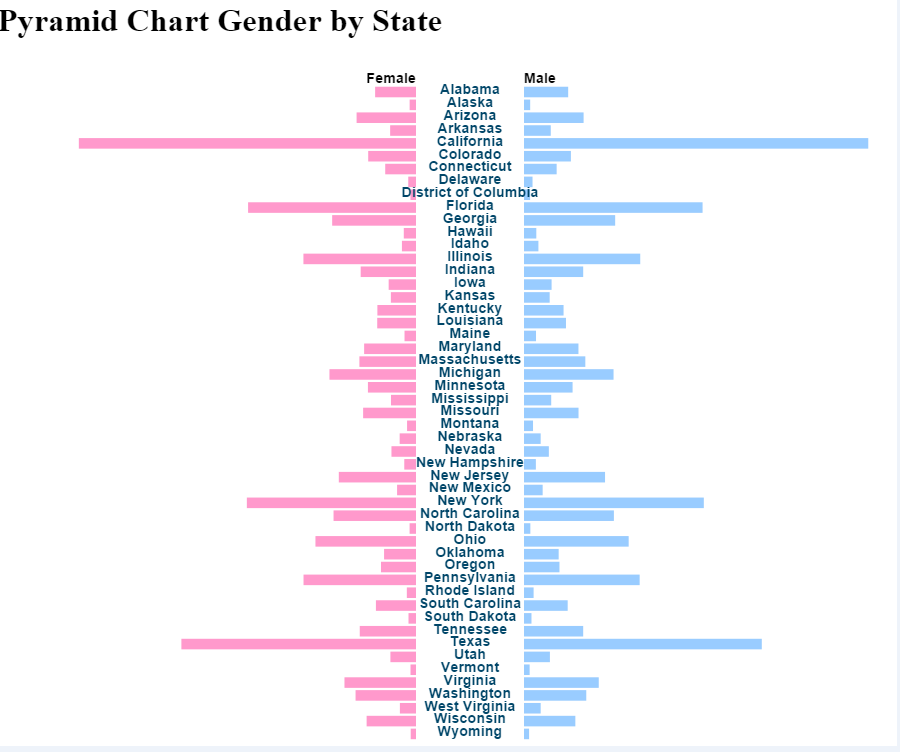 Pyramid Chart Gender by State
Female Male
Alabama
Alaska
Arizona
Arkansas
California
Colorado
Connecticut
Delaware
District of Columbia
Florida
Georgia
Hawaii
Idaho
Illinois
Indiana
Iowa
Kansas
Kentucky
Louisiana
Maine
Maryland
Massachusetts
Michigan
Minnesota
Mississippi
Missouri
Montana
Nebraska
Nevada
New Hampshire
New Jersey
New Mexico
New York
North Carolina
North Dakota
Ohio
Oklahoma
Oregon
Pennsylvania
Rhode Island
South Carolina
South Dakota
Tennessee
Texas
Utah
Vermont
Virginia
Washington
West Virginia
Wisconsin
Wyoming